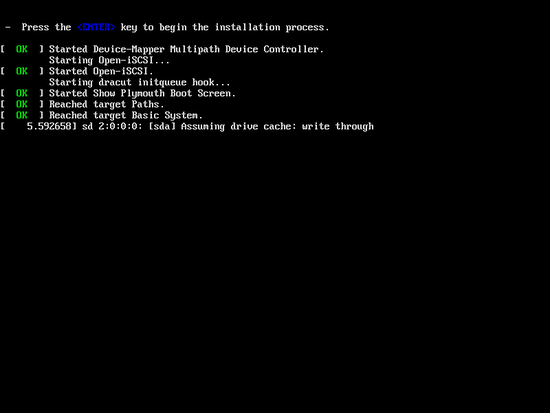 - Press the <ENTER> key to begin the installation process.
[  OK  ] Started Device-Mapper Multipath Device Controller.
         Starting Open-iSCSI...
[  OK  ] Started Open-iSCSI.
         Starting dracut initqueue hook...
[  OK  ] Started Show Plymouth Boot Screen.
[  OK  ] Reached target Paths.
[  OK  ] Reached target Basic System.
[    5.592658] sd 2:0:0:0: [sda] Assuming drive cache: write through